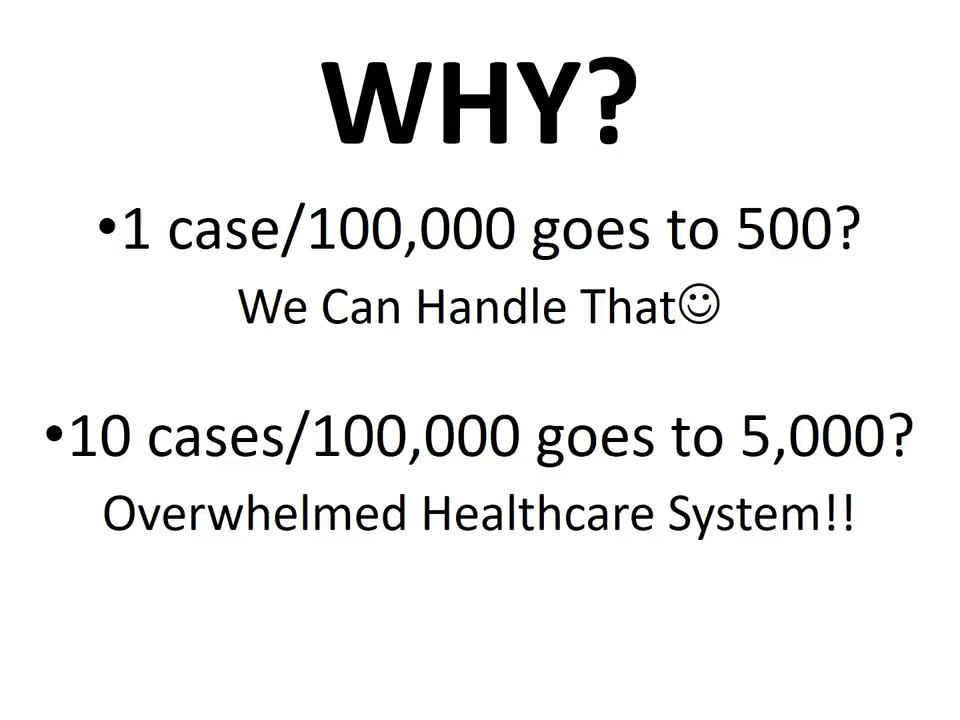 WHY?
•1 case/100,000 goes to 500?
We Can Handle That☺
•10 cases/100,000 goes to 5,000?
Overwhelmed Healthcare System!!